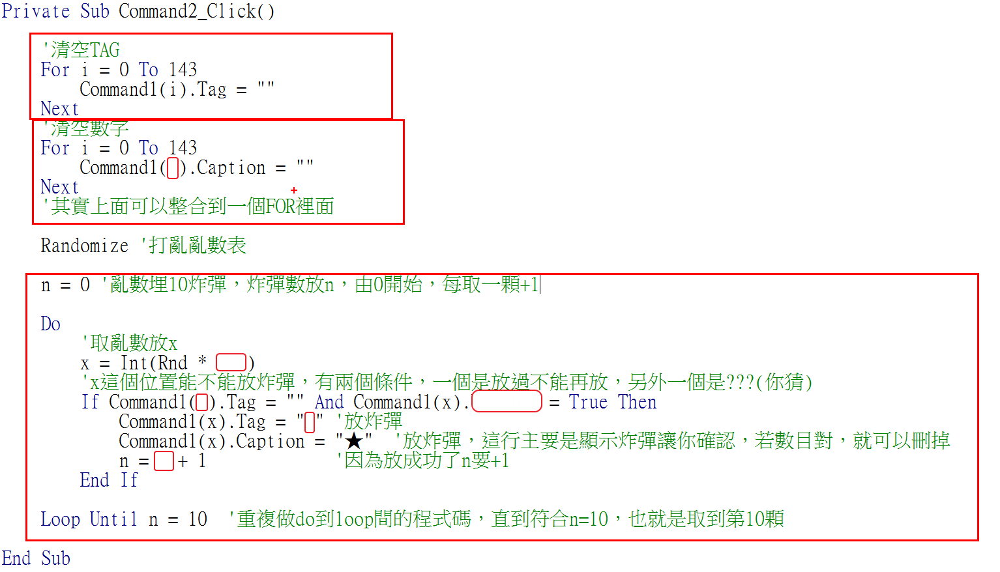 Private Sub Command2_Click()
'清空TAG
For i = 0 To 143
Command1(i).Tag = ""
Next
'清空數字
For i = 0 To 143
Command1( ).Caption = ""
Next
'其實上面可以整合到一個FOR裡面
Randomize '打亂亂數表
n = 0 '亂數埋10炸彈，炸彈數放n，由0開始，每取一顆+1
Do
'取亂數放x
x = Int(Rnd * )
'x這個位置能不能放炸彈，有兩個條件，一個是放過不能再放，另外一個是???(你猜)
If Command1( ).Tag = "" And Command1(x). = True Then
Command1(x).Tag = " " '放炸彈
Command1(x).Caption = "★" '放炸彈，這行主要是顯示炸彈讓你確認，若數目對，就可以刪掉
n = + 1 '因為放成功了n要+1
End If
Loop Until n = 10 '重複做do到loop間的程式碼，直到符合n=10，也就是取到第10顆
End Sub